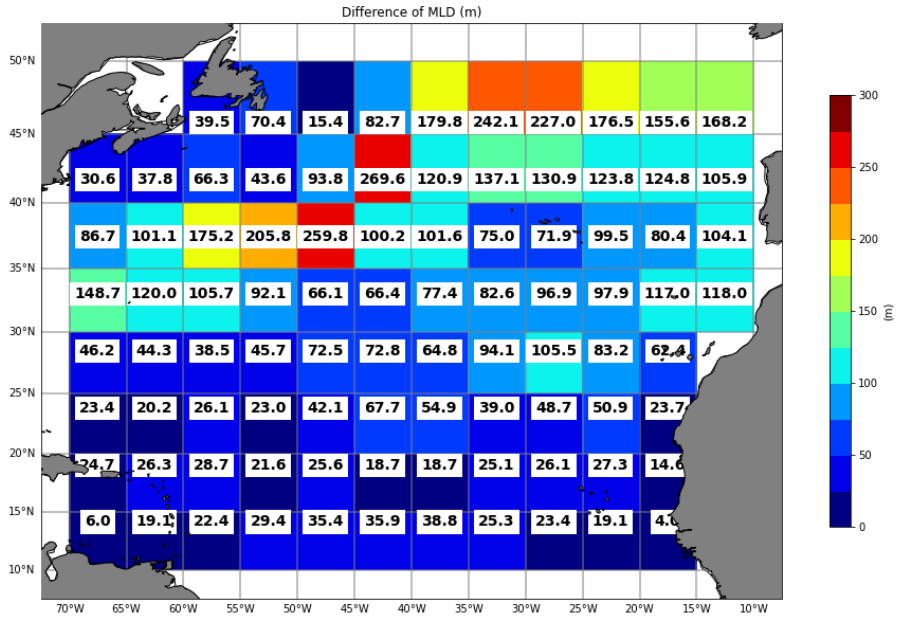 Difference of MLD (m)
50°N
39.5 70.4 15.4 82.7 179.8 242.1 227.0 176.5 155.6 168.2
45°N
30.6 37.8 66.3 43.6 93.8 269.6 120.9 137.1 130.9 123.8 124.8 105.9
40°N
86.7 101.1 175.2 205.8 259.8 100.2 101.6 75.0 71.9 99.5 80.4 104.1
35°N
148.7 120.0 105.7 92.1 66.1 66.4 77.4 82.6 96.9 97.9 117.0 118.0
30°N
46.2 44.3 38.5 45.7 72.5 72.8 64.8 94.1 105.5 83.2 62.4
25°N
23.4 20.2 26.1 23.0 42.1 67.7 54.9 39.0 48.7 50.9 23.7
20°N
24.7 26.3 28.7 21.6 25.6 18.7 18.7 25.1 26.1 27.3 14.6
15°N
6.0 19.1 22.4 29.4 35.4 35.9 38.8 25.3 23.4 19.1 4.0
10°N
70°W 65°W 60°W 55°W 50°W 45°W 40°W 35°W 30°W 25°W 20°W 15°W 10°W
300
250
200
150
100
50
0
(m)